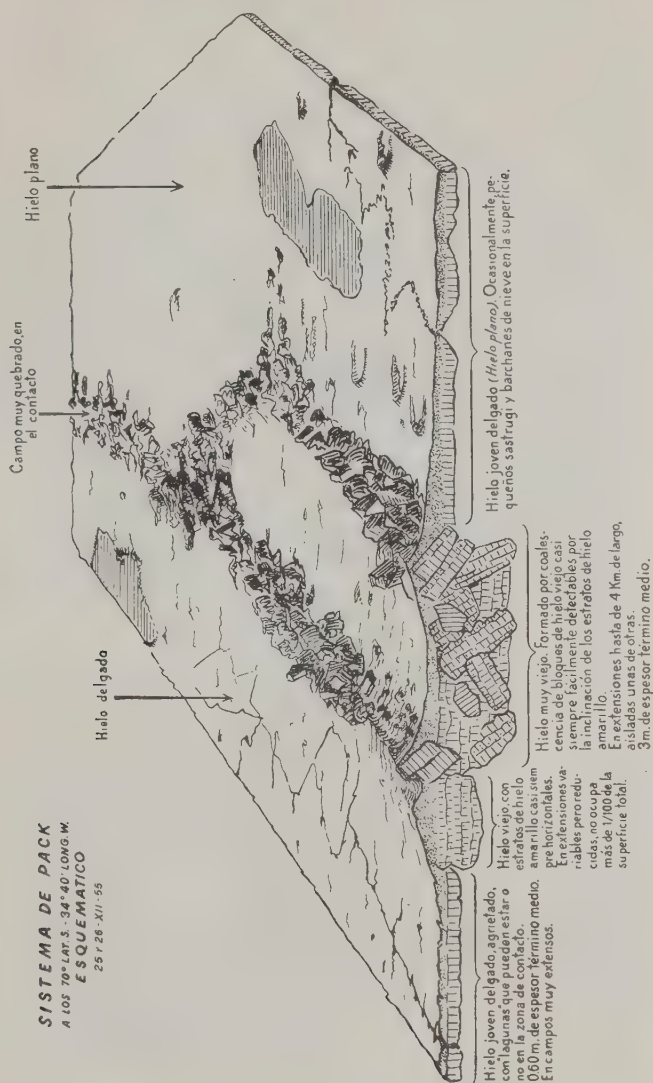 SISTEMA DE PACK
A LOS 70° LAT. S. - 34° 40' LONG. W.
ESQUEMATICO
25 Y 26 - XII - 55
Hielo delgado
Campo muy quebrado, en
el contacto
Hielo plano
Hielo joven delgado, agrietado,
con "lagunas" que pueden estar o
no en la zona de contacto.
0.60 m. de espesor término medio.
En campos muy extensos.
Hielo viejo, con
estratos de hielo
amarillo casi siem
pre horizontales.
En extensiones va-
riables pero redu-
cidas, no ocupa
más de 1/100 de la
superficie total.
Hielo muy viejo. Formado por coales-
cencia de bloques de hielo viejo casi
siempre fácilmente detectables por
la inclinación de los estratos de hielo
amarillo.
En extensiones hasta de 4 Km. de largo,
aisladas unas de otras.
3 m. de espesor término medio.
Hielo joven delgado (Hielo plano). Ocasionalmente, pe-
queños sastrugi y barchanes de nieve en la superficie.